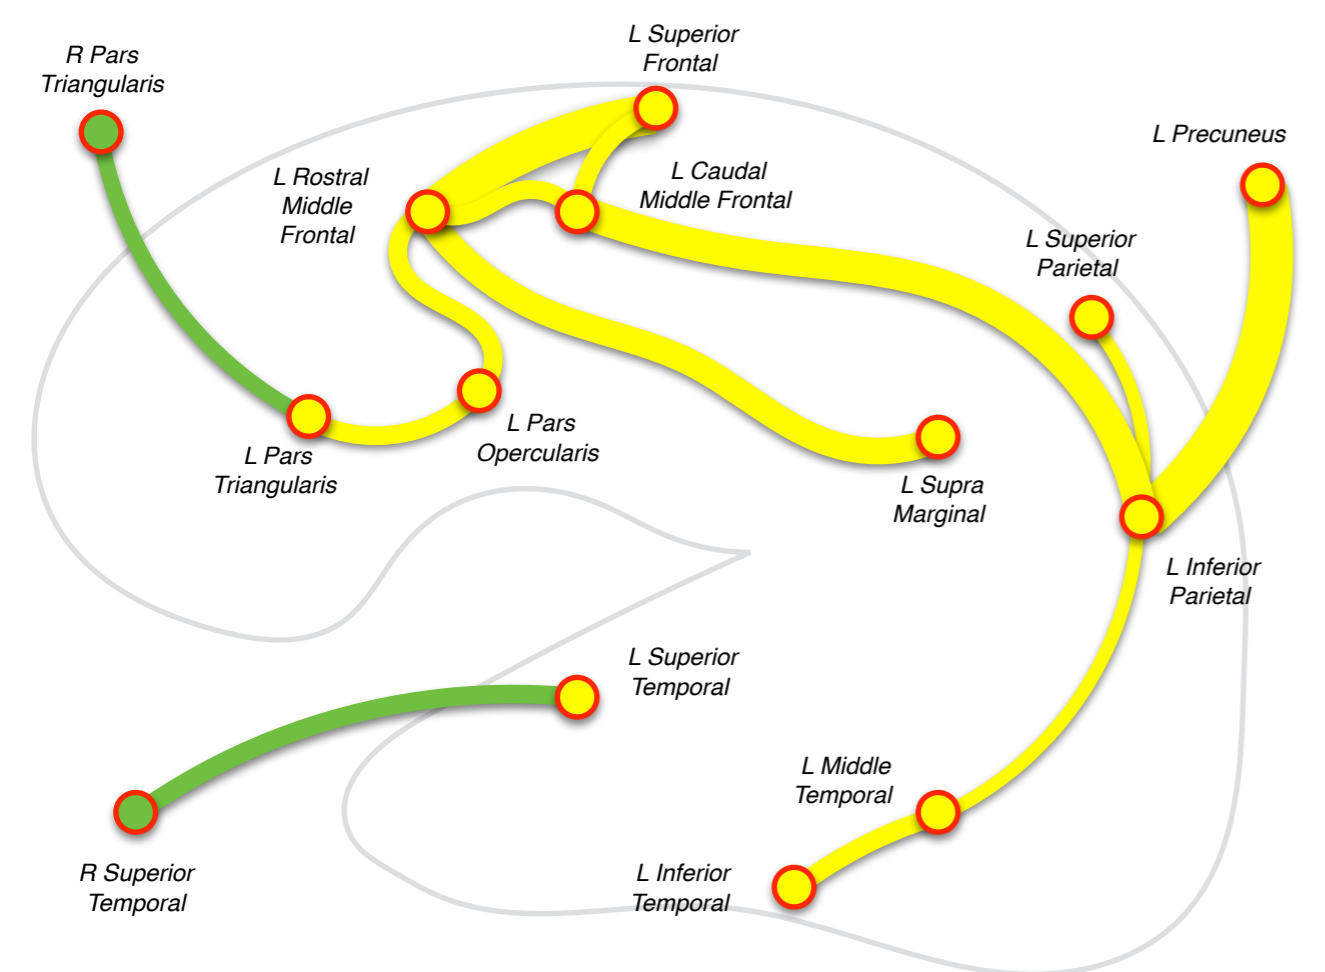 L Superior
Frontal
R Pars
Triangularis
L Precuneus
L Rostral
Middle
Frontal
L Caudal
Middle Frontal
L Superior
Parietal
L Pars
Opercularis
L Pars
Triangularis
L Supra
Marginal
L Inferior
Parietal
L Superior
Temporal
L Middle
Temporal
R Superior
Temporal
L Inferior
Temporal